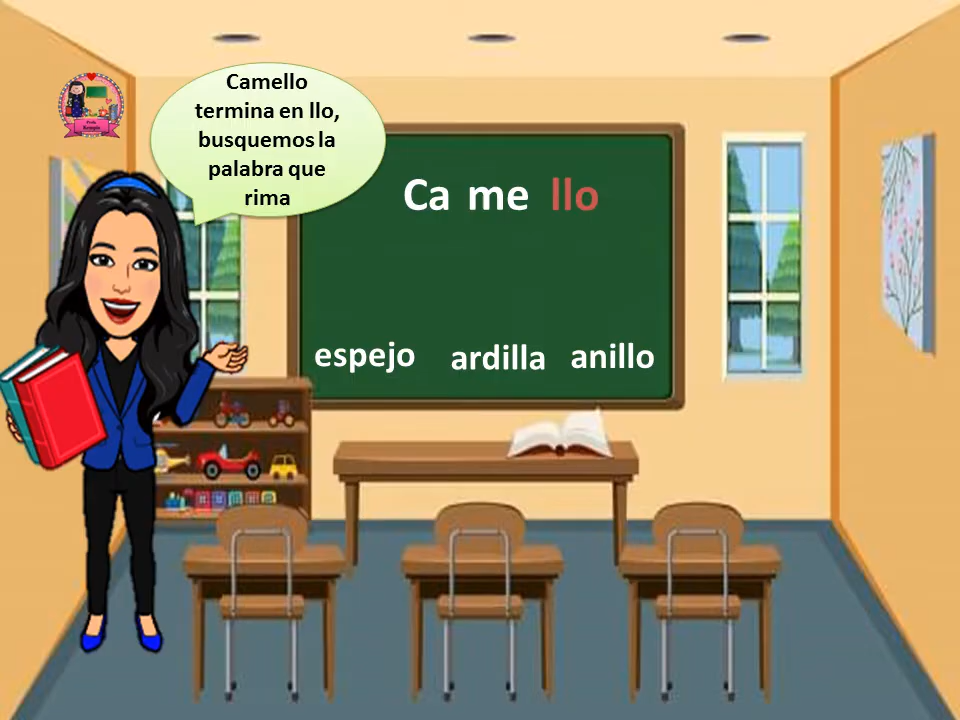 Camello
termina en llo,
busquemos la
palabra que
rima
Ca me llo
espejo ardilla anillo